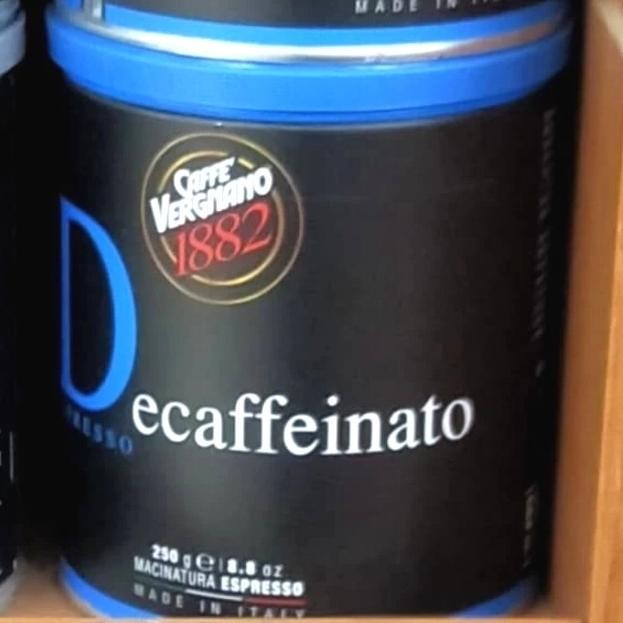 MADE IN
CAFFE'
VERGNANO
1882
Decaffeinato
250 g e | 8.8 oz
MACINATURA ESPRESSO
MADE IN ITALY